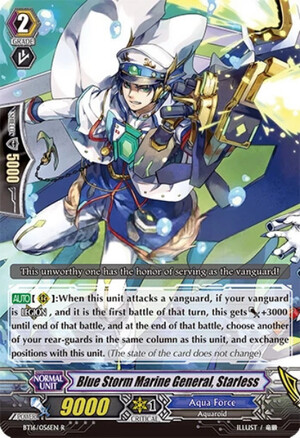 2
GRADE
SHIELD
5000
CRITICAL
This unworthy one has the honor of serving as the vanguard!
AUTO [ ]:When this unit attacks a vanguard, if your vanguard
is LEGION , and it is the first battle of that turn, this gets +3000
until end of that battle, and at the end of that battle, choose another
of your rear-guards in the same column as this unit, and exchange
positions with this unit. (The state of the card does not change)
NORMAL
UNIT
Blue Storm Marine General, Starless
POWER
9000
1
CRITICAL
Aqua Force
Aquaroid
BT16/056EN R
ILLUST /